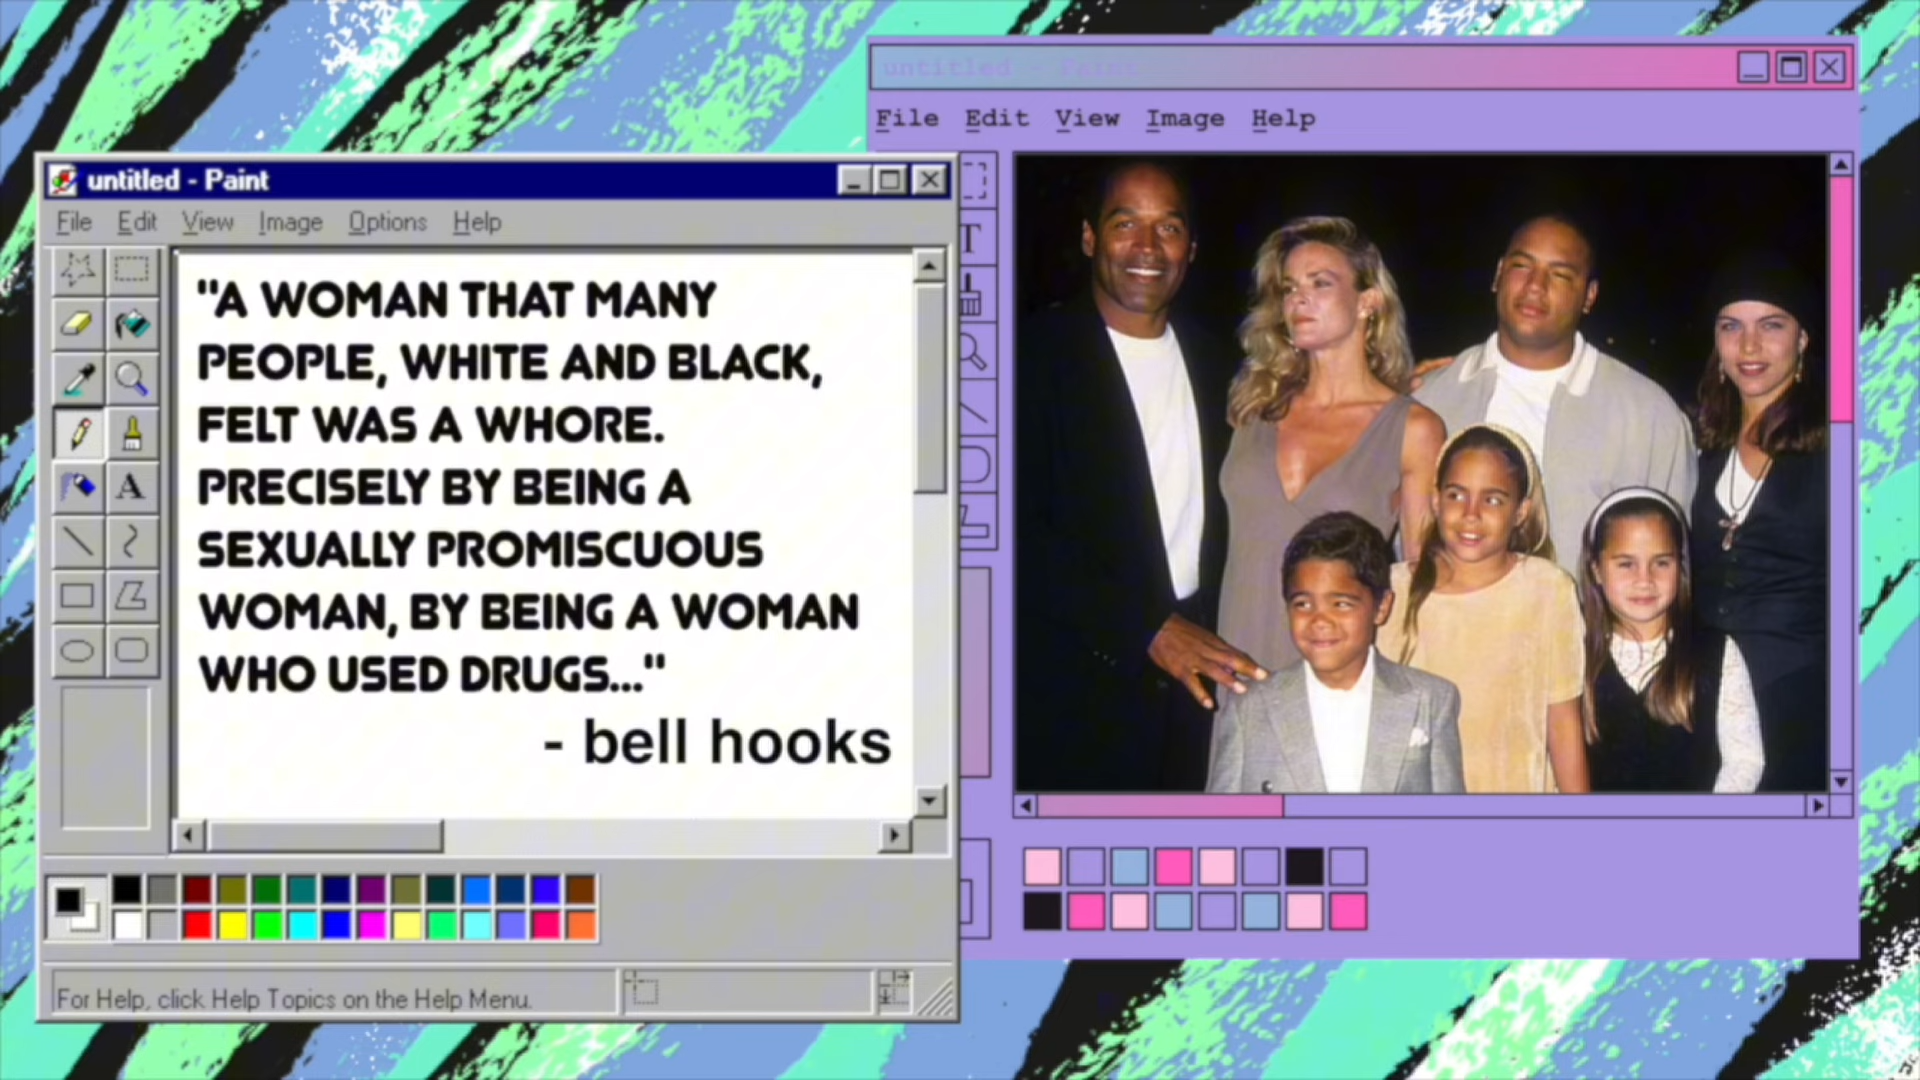 untitled - Paint
File Edit View Image Help
untitled - Paint
File Edit View Image Options Help
T
A
"A WOMAN THAT MANY
PEOPLE, WHITE AND BLACK,
FELT WAS A WHORE.
PRECISELY BY BEING A
SEXUALLY PROMISCUOUS
WOMAN, BY BEING A WOMAN
WHO USED DRUGS..."
- bell hooks
For Help, click Help Topics on the Help Menu.